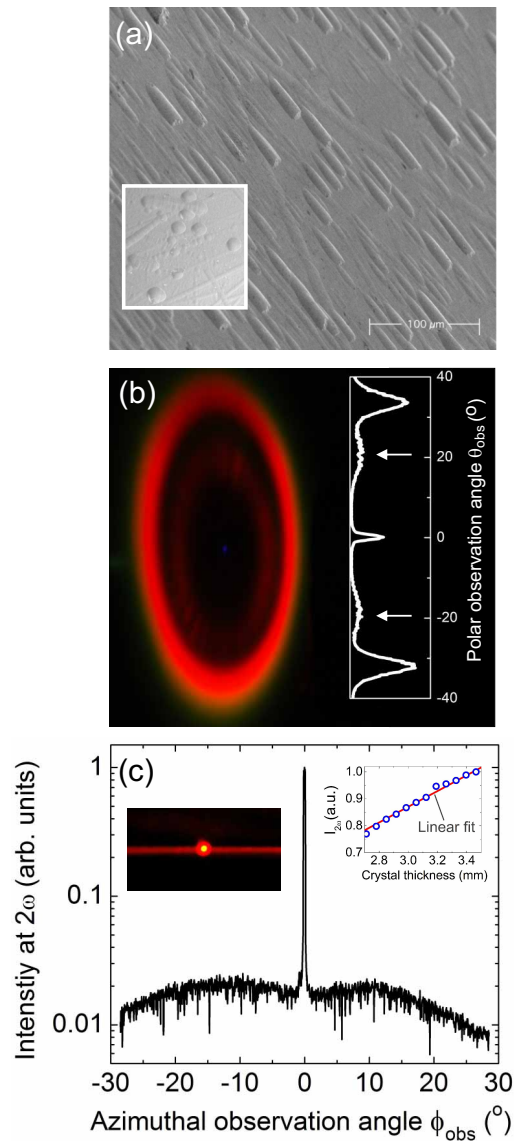 (a)
100 µm
(b)
40
20
0
-20
-40
Polar observation angle θobs (°)
(c)
Intenstiy at 2ω (arb. units)
1
0.1
0.01
-30 -20 -10 0 10 20 30
Azimuthal observation angle ϕobs (°)
I2ω (a.u.)
1.0
0.9
0.8
0.7
Linear fit
2.8 3.0 3.2 3.4
Crystal thickness (mm)